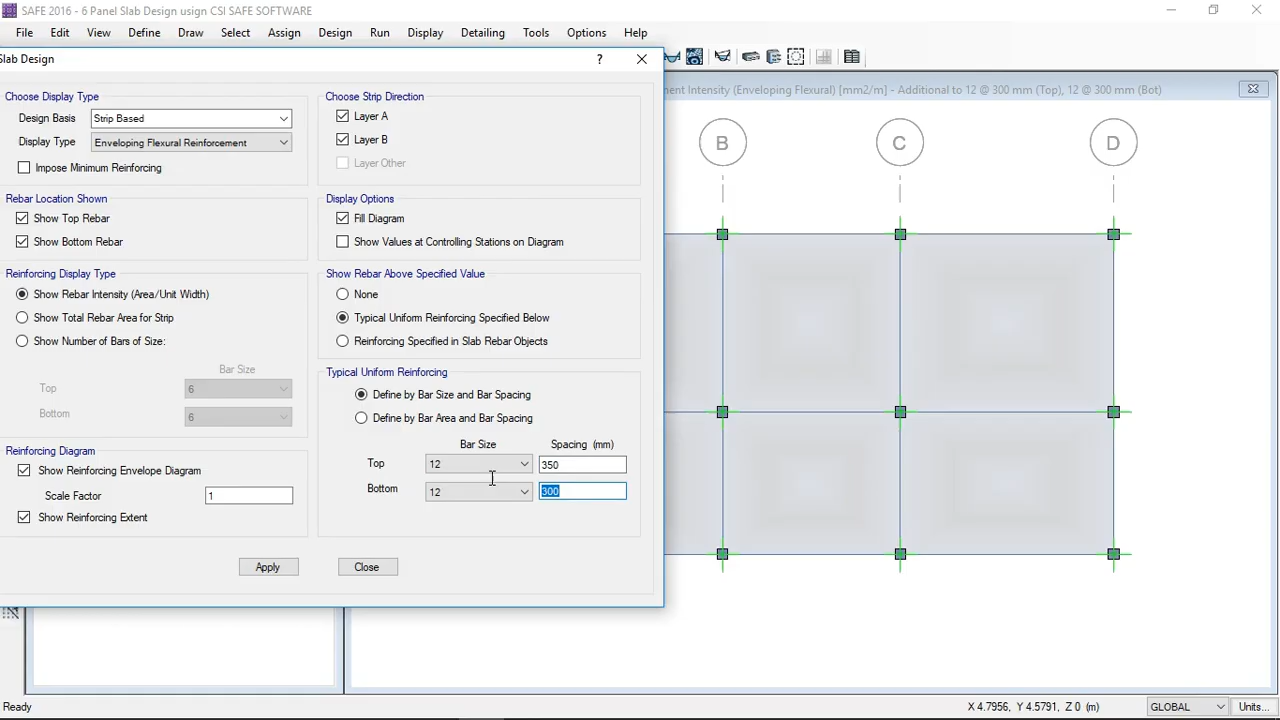 SAFE 2016 - 6 Panel Slab Design usign CSI SAFE SOFTWARE
File Edit View Define Draw Select Assign Design Run Display Detailing Tools Options Help
Slab Design ?
ment Intensity (Enveloping Flexural) [mm2/m] - Additional to 12 @ 300 mm (Top), 12 @ 300 mm (Bot)
Choose Display Type
Design Basis Strip Based
Display Type Enveloping Flexural Reinforcement
Impose Minimum Reinforcing
Rebar Location Shown
Show Top Rebar
Show Bottom Rebar
Reinforcing Display Type
Show Rebar Intensity (Area/Unit Width)
Show Total Rebar Area for Strip
Show Number of Bars of Size:
Bar Size
Top 6
Bottom 6
Reinforcing Diagram
Show Reinforcing Envelope Diagram
Scale Factor 1
Show Reinforcing Extent
Choose Strip Direction
Layer A
Layer B
Layer Other
Display Options
Fill Diagram
Show Values at Controlling Stations on Diagram
Show Rebar Above Specified Value
None
Typical Uniform Reinforcing Specified Below
Reinforcing Specified in Slab Rebar Objects
Typical Uniform Reinforcing
Define by Bar Size and Bar Spacing
Define by Bar Area and Bar Spacing
Bar Size Spacing (mm)
Top 12 350
Bottom 12 300
Apply Close
B C D
Ready X 4.7956, Y 4.5791, Z 0 (m) GLOBAL Units...